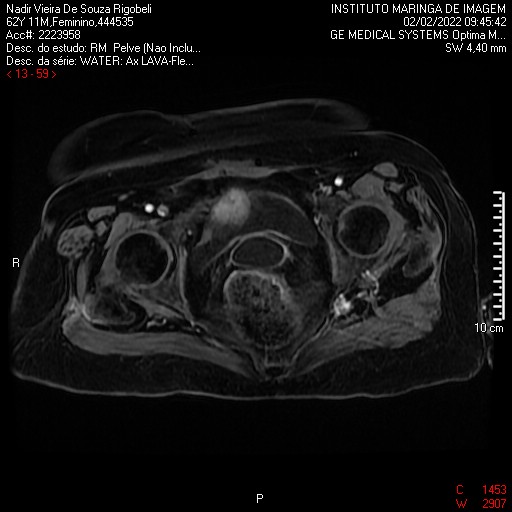 Nadir Vieira De Souza Rigobeli
62Y 11M,Feminino,444535
Acc#: 2223958
Desc. do estudo: RM Pelve (Nao Inclu...
Desc. da série: WATER: Ax LAVA-Fle...
< 13 - 59 >
INSTITUTO MARINGA DE IMAGEM
02/02/2022 09:45:42
GE MEDICAL SYSTEMS Optima M...
SW 4,40 mm
R
10 cm
P
C 1453
W 2907